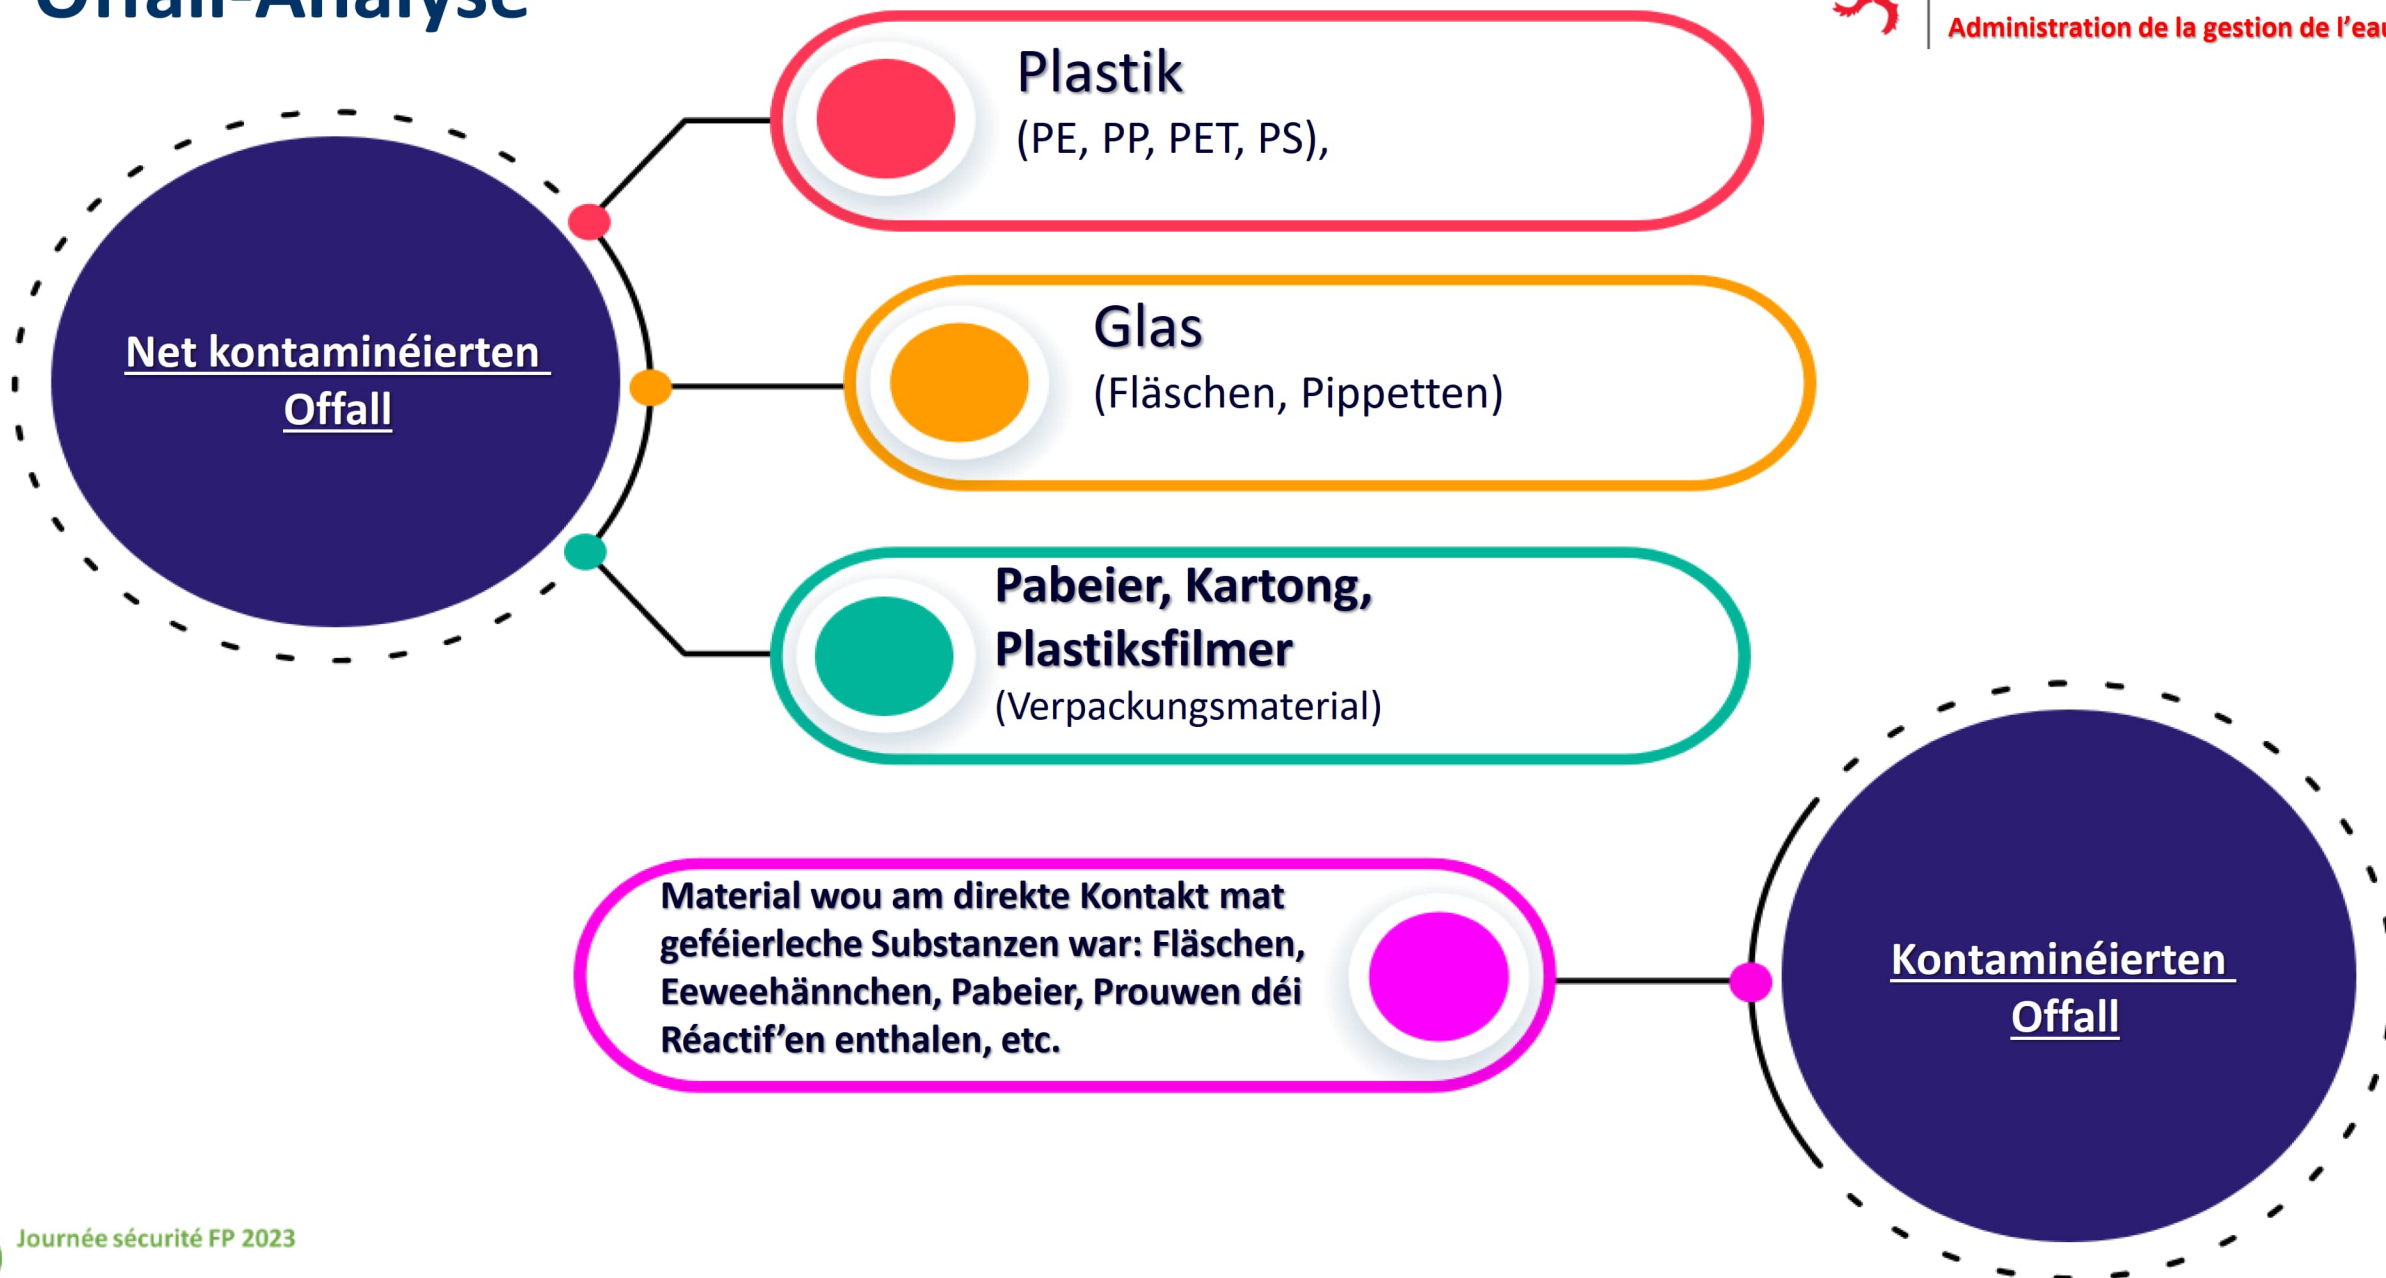 Offall-Analyse
Administration de la gestion de l'eau
Plastik
(PE, PP, PET, PS),
Net kontaminéierten
Offall
Glas
(Fläschen, Pippetten)
Pabeier, Kartong,
Plastiksfilmer
(Verpackungsmaterial)
Material wou am direkte Kontakt mat
geféierleche Substanzen war: Fläschen,
Eeweehännchen, Pabeier, Prouwen déi
Réactif’en enthalen, etc.
Kontaminéierten
Offall
Journée sécurité FP 2023